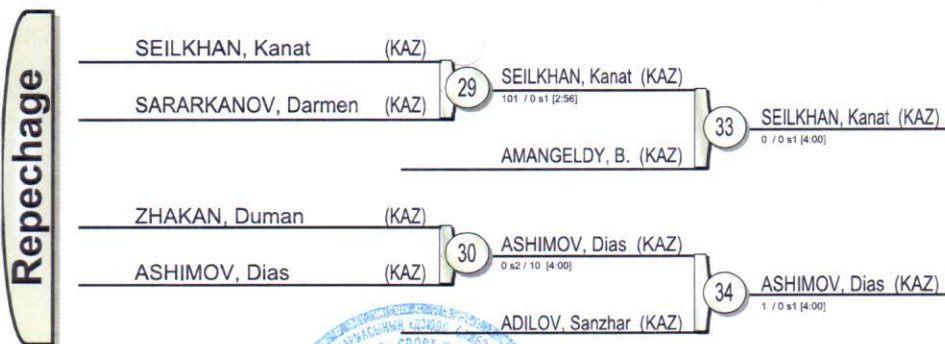 Repechage
SEILKHAN, Kanat (KAZ)
SARARKANOV, Darmen (KAZ)
29
SEILKHAN, Kanat (KAZ)
101 / 0 s1 [2:56]
AMANGELDY, B. (KAZ)
33
SEILKHAN, Kanat (KAZ)
0 / 0 s1 [4:00]
ZHAKAN, Duman (KAZ)
ASHIMOV, Dias (KAZ)
30
ASHIMOV, Dias (KAZ)
0 s2 / 10 [4:00]
ADILOV, Sanzhar (KAZ)
34
ASHIMOV, Dias (KAZ)
1 / 0 s1 [4:00]